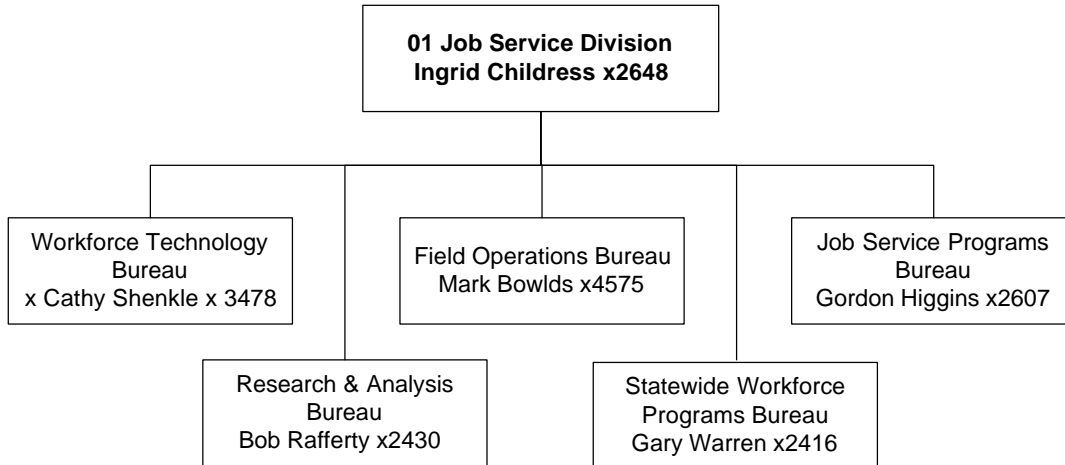 01 Job Service Division
Ingrid Childress x2648
Workforce Technology
Bureau
x Cathy Shenkle x 3478
Field Operations Bureau
Mark Bowlds x4575
Job Service Programs
Bureau
Gordon Higgins x2607
Research & Analysis
Bureau
Bob Rafferty x2430
Statewide Workforce
Programs Bureau
Gary Warren x2416